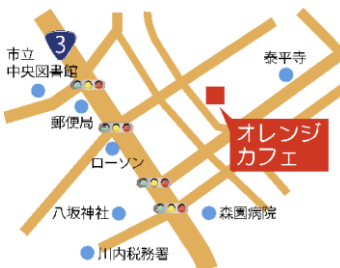 3
市立
中央図書館
泰平寺
郵便局
オレンジ
カフェ
ローソン
八坂神社
森園病院
川内税務署